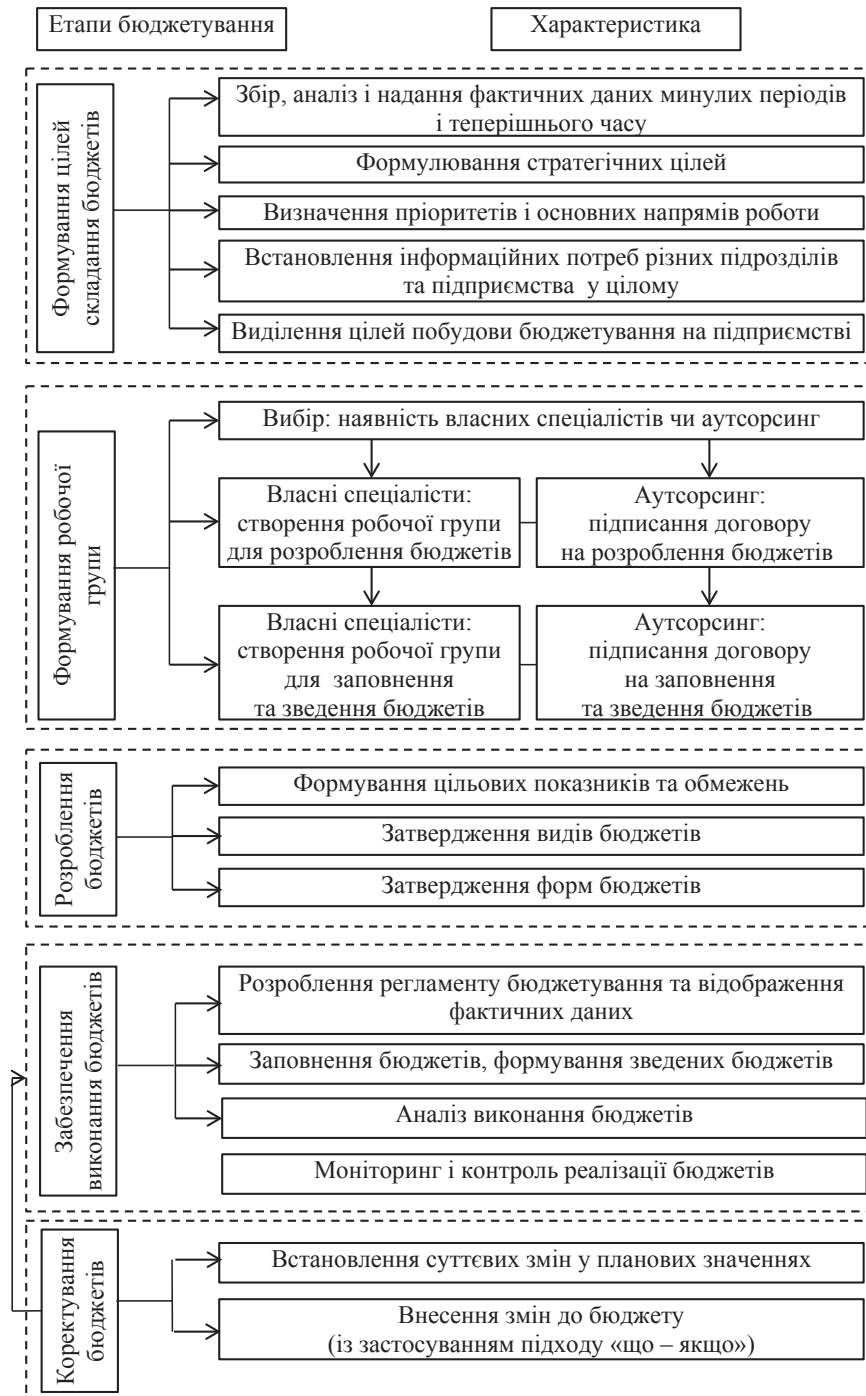 Етапи бюджетування
Характеристика
Формування цілей
складання бюджетів
Збір, аналіз і надання фактичних даних минулих періодів
і теперішнього часу
Формулювання стратегічних цілей
Визначення пріоритетів і основних напрямів роботи
Встановлення інформаційних потреб різних підрозділів
та підприємства у цілому
Виділення цілей побудови бюджетування на підприємстві
Формування робочої
групи
Вибір: наявність власних спеціалістів чи аутсорсинг
Власні спеціалісти:
створення робочої групи
для розроблення бюджетів
Аутсорсинг:
підписання договору
на розроблення бюджетів
Власні спеціалісти:
створення робочої групи
для заповнення
та зведення бюджетів
Аутсорсинг:
підписання договору
на заповнення
та зведення бюджетів
Розроблення
бюджетів
Формування цільових показників та обмежень
Затвердження видів бюджетів
Затвердження форм бюджетів
Забезпечення
виконання бюджетів
Розроблення регламенту бюджетування та відображення
фактичних даних
Заповнення бюджетів, формування зведених бюджетів
Аналіз виконання бюджетів
Моніторинг і контроль реалізації бюджетів
Коректування
бюджетів
Встановлення суттєвих змін у планових значеннях
Внесення змін до бюджету
(із застосуванням підходу «що – якщо»)